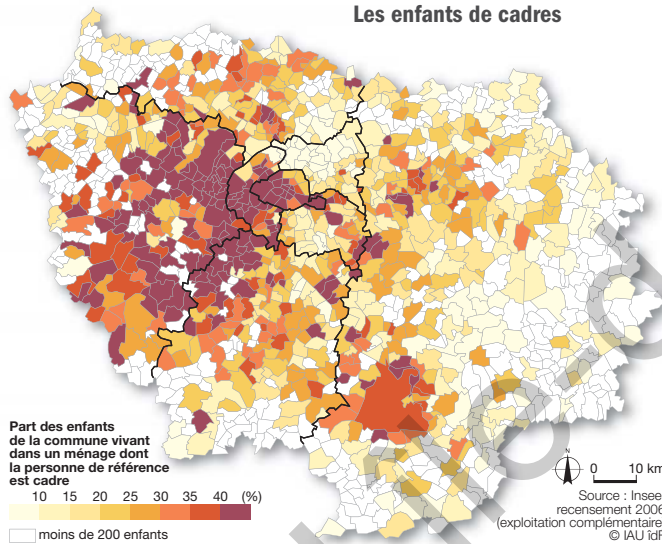 Les enfants de cadres
Part des enfants
de la commune vivant
dans un ménage dont
la personne de référence
est cadre
10 15 20 25 30 35 40 (%)
moins de 200 enfants
N
0 10 km
Source : Insee
recensement 2006
(exploitation complémentaire
© IAU îdF